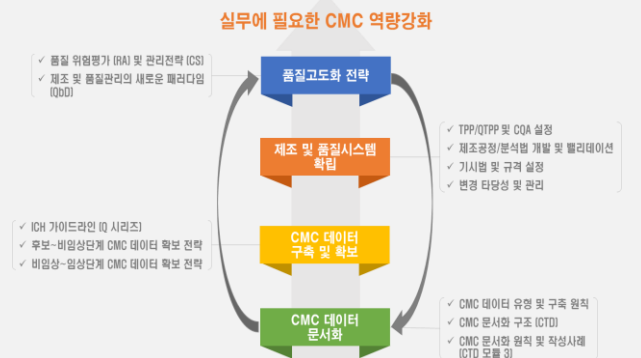 실무에 필요한 CMC 역량강화
✓ 품질 위험평가 (RA) 및 관리전략 (CS)
✓ 제조 및 품질관리의 새로운 패러다임
(QbD)
품질고도화 전략
제조 및 품질시스템
확립
✓ TPP/QTPP 및 CQA 설정
✓ 제조공정/분석법 개발 및 밸리데이션
✓ 기시법 및 규격 설정
✓ 변경 타당성 및 관리
✓ ICH 가이드라인 (Q 시리즈)
✓ 후보~비임상단계 CMC 데이터 확보 전략
✓ 비임상~임상단계 CMC 데이터 확보 전략
CMC 데이터
구축 및 확보
CMC 데이터
문서화
✓ CMC 데이터 유형 및 구축 원칙
✓ CMC 문서화 구조 (CTD)
✓ CMC 문서화 원칙 및 작성사례
(CTD 모듈 3)